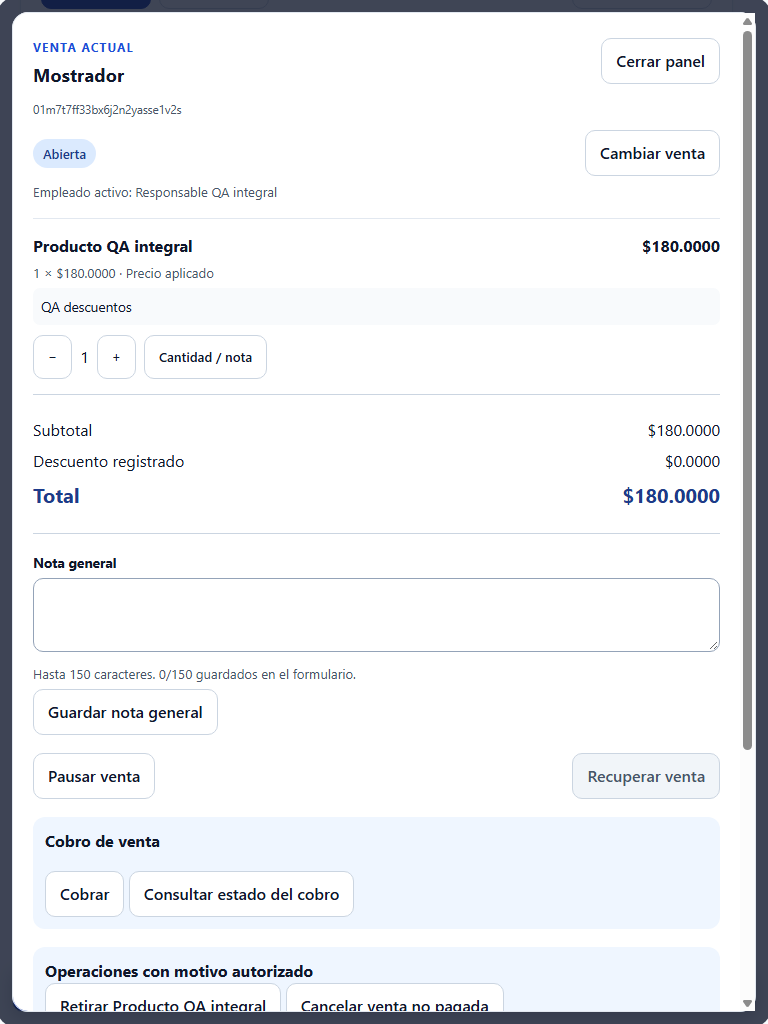 VENTA ACTUAL
Mostrador
Cerrar panel
01m7t7ff33bx6j2n2yasse1v2s
Abierta
Cambiar venta
Empleado activo: Responsable QA integral
Producto QA integral $180.0000
1 × $180.0000 · Precio aplicado
QA descuentos
− 1 + Cantidad / nota
Subtotal $180.0000
Descuento registrado $0.0000
Total $180.0000
Nota general
Hasta 150 caracteres. 0/150 guardados en el formulario.
Guardar nota general
Pausar venta Recuperar venta
Cobro de venta
Cobrar Consultar estado del cobro
Operaciones con motivo autorizado
Retirar Producto QA integral Cancelar venta no pagada